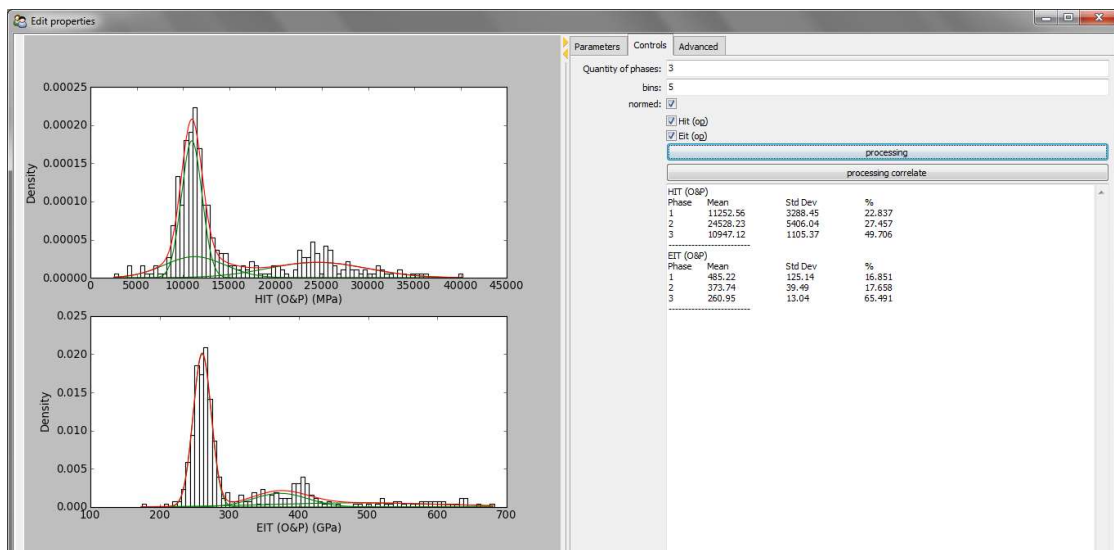 Edit properties
0.00025
0.00020
0.00015
0.00010
0.00005
0.00000
Density
0 5000 10000 15000 20000 25000 30000 35000 40000 45000
HIT (O&P) (MPa)
0.025
0.020
0.015
0.010
0.005
0.000
Density
100 200 300 400 500 600 700
EIT (O&P) (GPa)
Parameters Controls Advanced
Quantity of phases: 3
bins: 5
normed:
Hit (op)
Eit (op)
processing
processing correlate
HIT (O&P)
Phase Mean Std Dev %
1 11252.56 3288.45 22.837
2 24528.23 5406.04 27.457
3 10947.12 1105.37 49.706
--------------------------
EIT (O&P)
Phase Mean Std Dev %
1 485.22 125.14 16.851
2 373.74 39.49 17.658
3 260.95 13.04 65.491
--------------------------